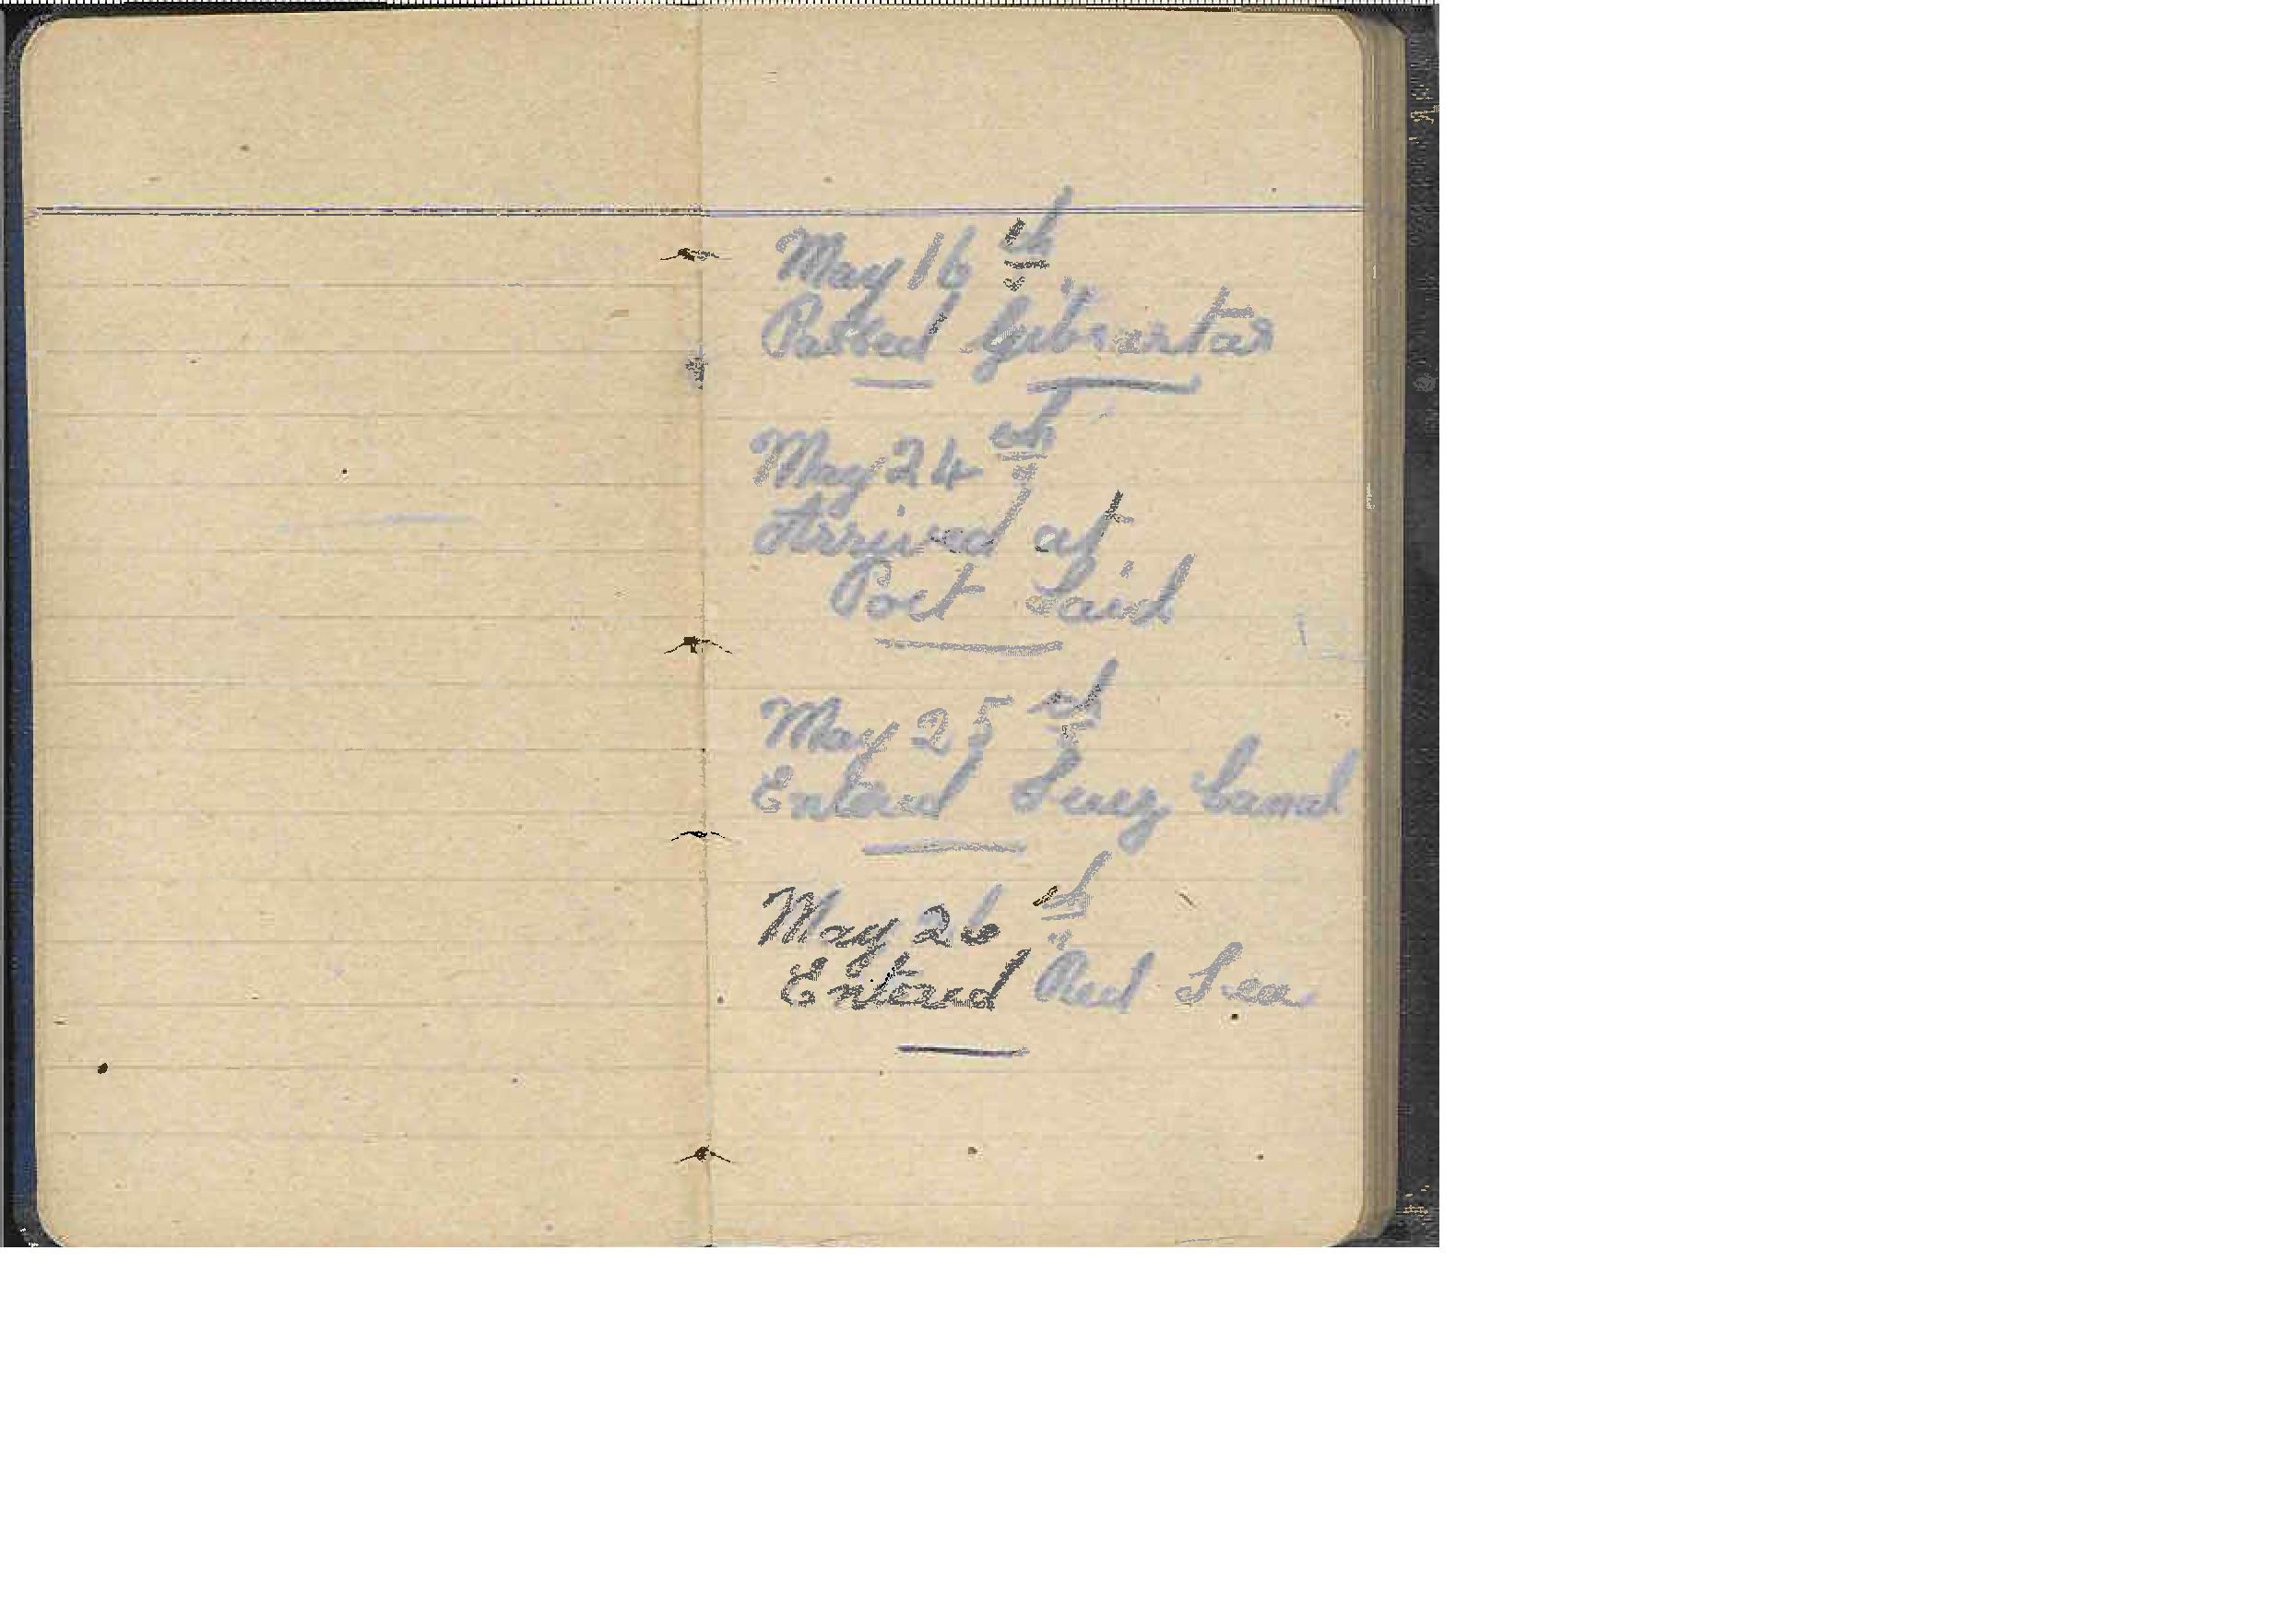 May 16th
Passed Gibraltar
May 24th
Arrived at
Port Said
May 25th
Entered Suez Canal
May 26th
Entered Red Sea